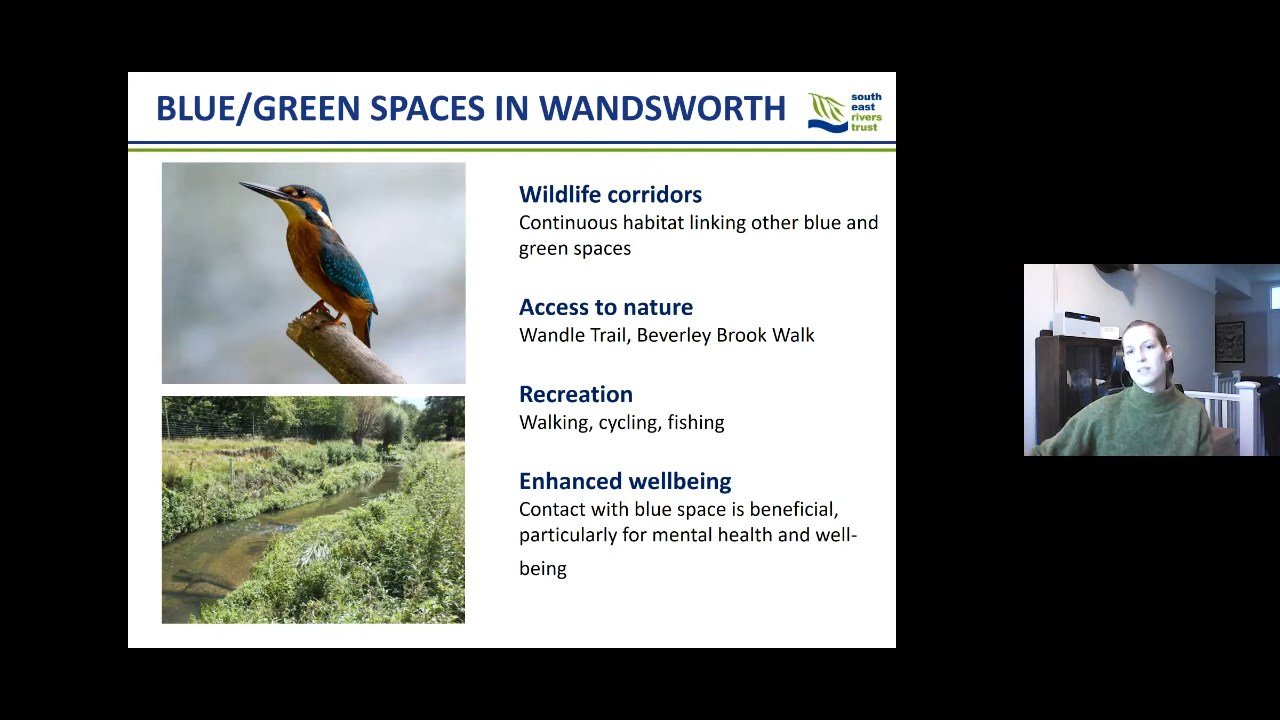 BLUE/GREEN SPACES IN WANDSWORTH
south
east
rivers
trust
Wildlife corridors
Continuous habitat linking other blue and
green spaces
Access to nature
Wandle Trail, Beverley Brook Walk
Recreation
Walking, cycling, fishing
Enhanced wellbeing
Contact with blue space is beneficial,
particularly for mental health and well-
being